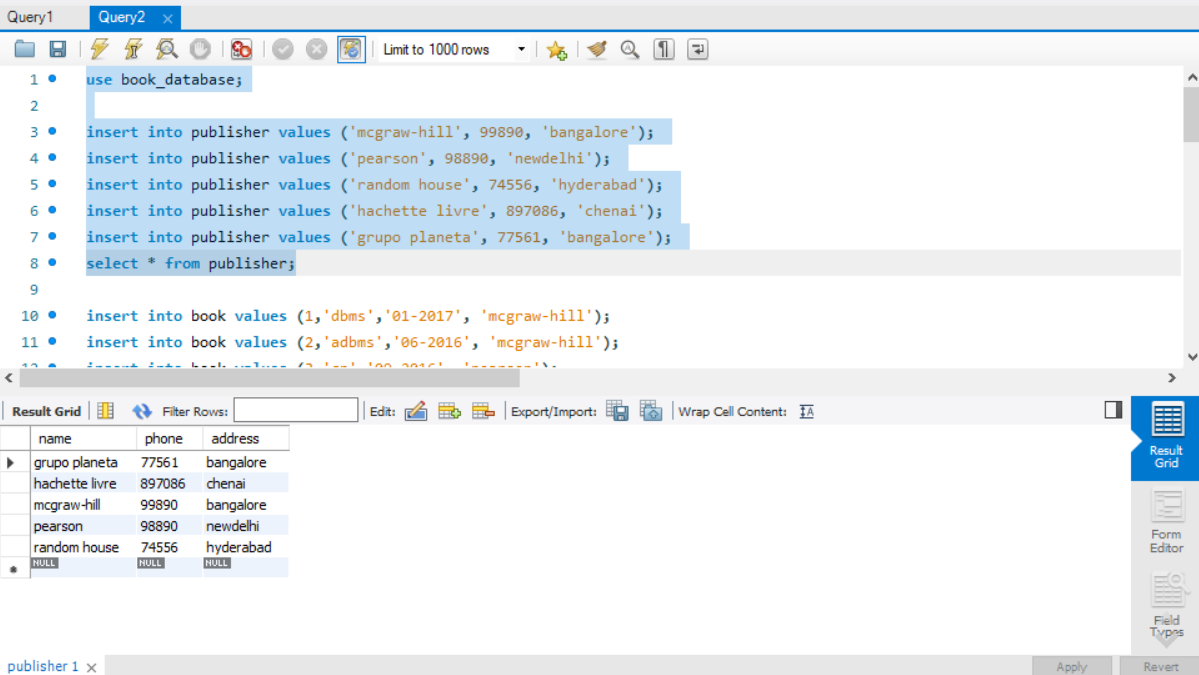 Query1 Query2
Limit to 1000 rows
1 use book_database;
2
3 insert into publisher values ('mcgraw-hill', 99890, 'bangalore');
4 insert into publisher values ('pearson', 98890, 'newdelhi');
5 insert into publisher values ('random house', 74556, 'hyderabad');
6 insert into publisher values ('hachette livre', 897086, 'chenai');
7 insert into publisher values ('grupo planeta', 77561, 'bangalore');
8 select * from publisher;
9
10 insert into book values (1,'dbms','01-2017', 'mcgraw-hill');
11 insert into book values (2,'adbms','06-2016', 'mcgraw-hill');
Result Grid Filter Rows: Edit: Export/Import: Wrap Cell Content:
name phone address
grupo planeta 77561 bangalore
hachette livre 897086 chenai
mcgraw-hill 99890 bangalore
pearson 98890 newdelhi
random house 74556 hyderabad
NULL NULL NULL
Result
Grid
Form
Editor
Field
Types
publisher 1 Apply Revert